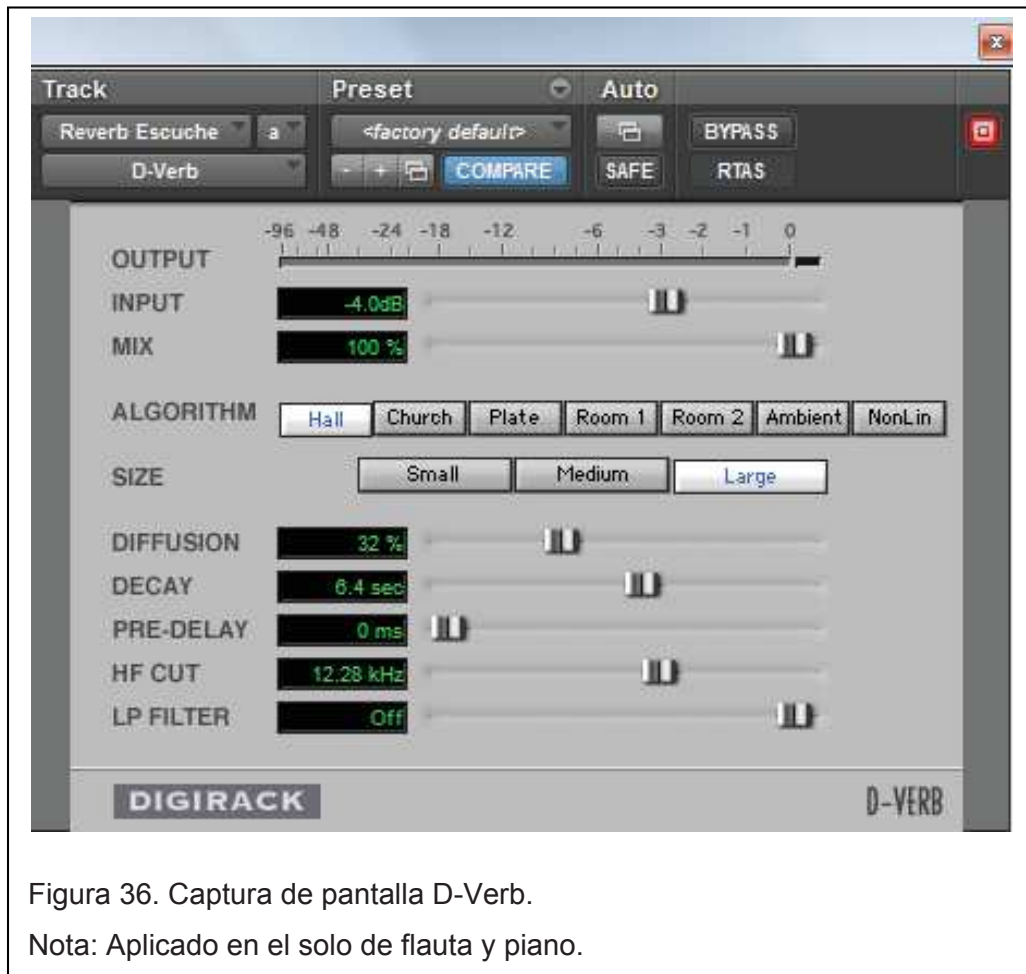 x
Track Preset Auto
Reverb Escuche a <factory default> BYPASS
D-Verb - + COMPARE SAFE RTAS
-96 -48 -24 -18 -12 -6 -3 -2 -1 0
OUTPUT
INPUT -4.0dB
MIX 100 %
ALGORITHM Hall Church Plate Room 1 Room 2 Ambient NonLin
SIZE Small Medium Large
DIFFUSION 32 %
DECAY 6.4 sec
PRE-DELAY 0 ms
HF CUT 12.28 kHz
LP FILTER Off
DIGIRACK D-VERB
Figura 36. Captura de pantalla D-Verb.
Nota: Aplicado en el solo de flauta y piano.